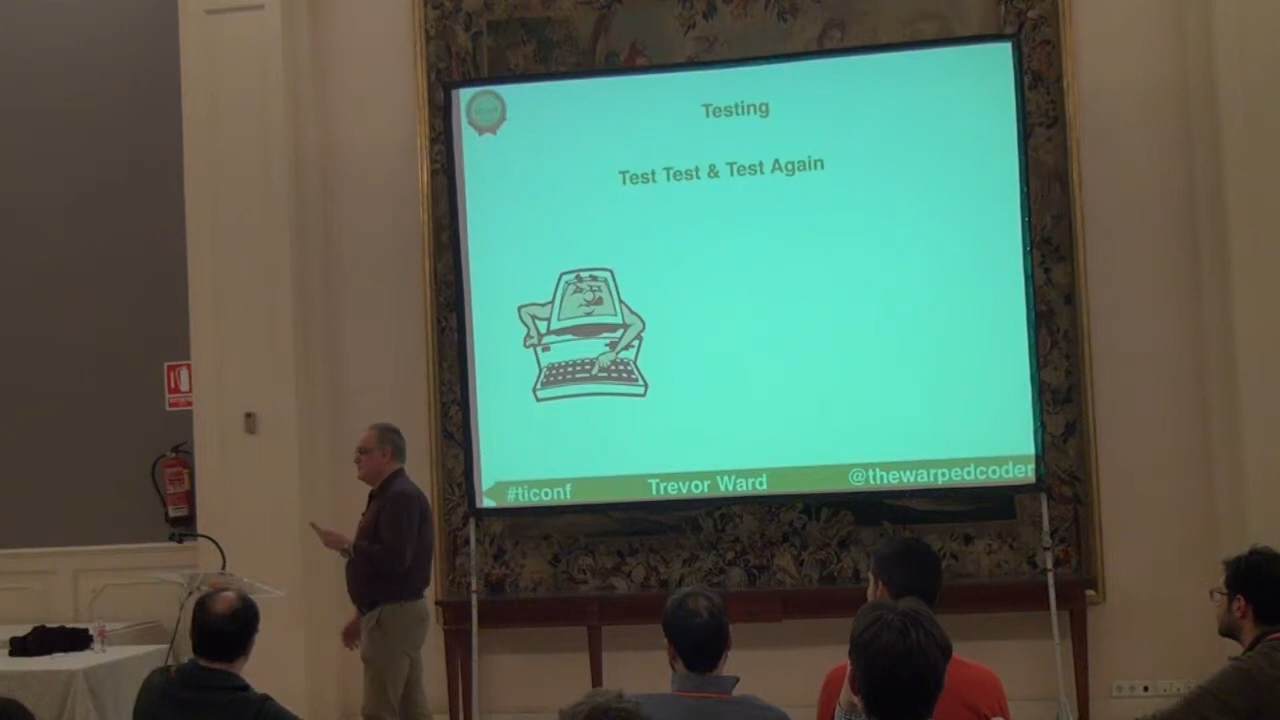 Testing
Test Test & Test Again
#ticonf
Trevor Ward
@thewarpedcoder